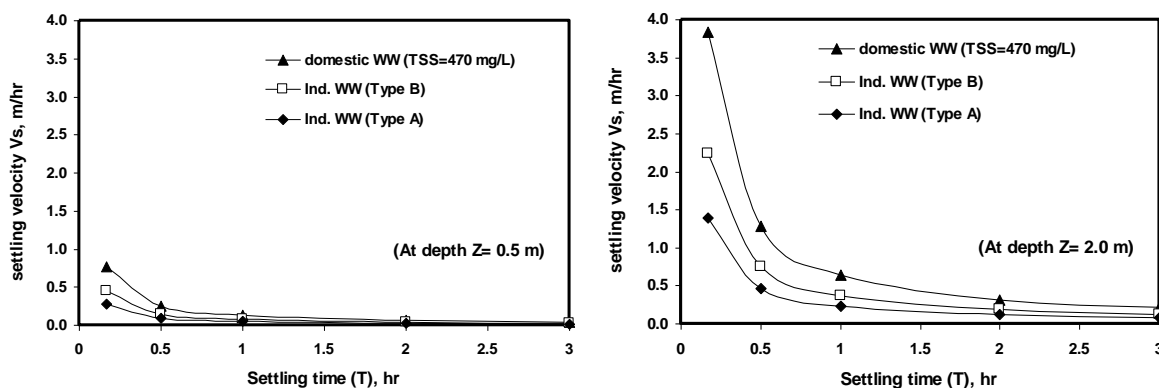 settling velocity Vs, m/hr
4.0
3.5
3.0
2.5
2.0
1.5
1.0
0.5
0.0
domestic WW (TSS=470 mg/L)
Ind. WW (Type B)
Ind. WW (Type A)
(At depth Z= 0.5 m)
0 0.5 1 1.5 2 2.5 3
Settling time (T), hr
settling velocity Vs, m/hr
4.0
3.5
3.0
2.5
2.0
1.5
1.0
0.5
0.0
domestic WW (TSS=470 mg/L)
Ind. WW (Type B)
Ind. WW (Type A)
(At depth Z= 2.0 m)
0 0.5 1 1.5 2 2.5 3
Settling time (T), hr